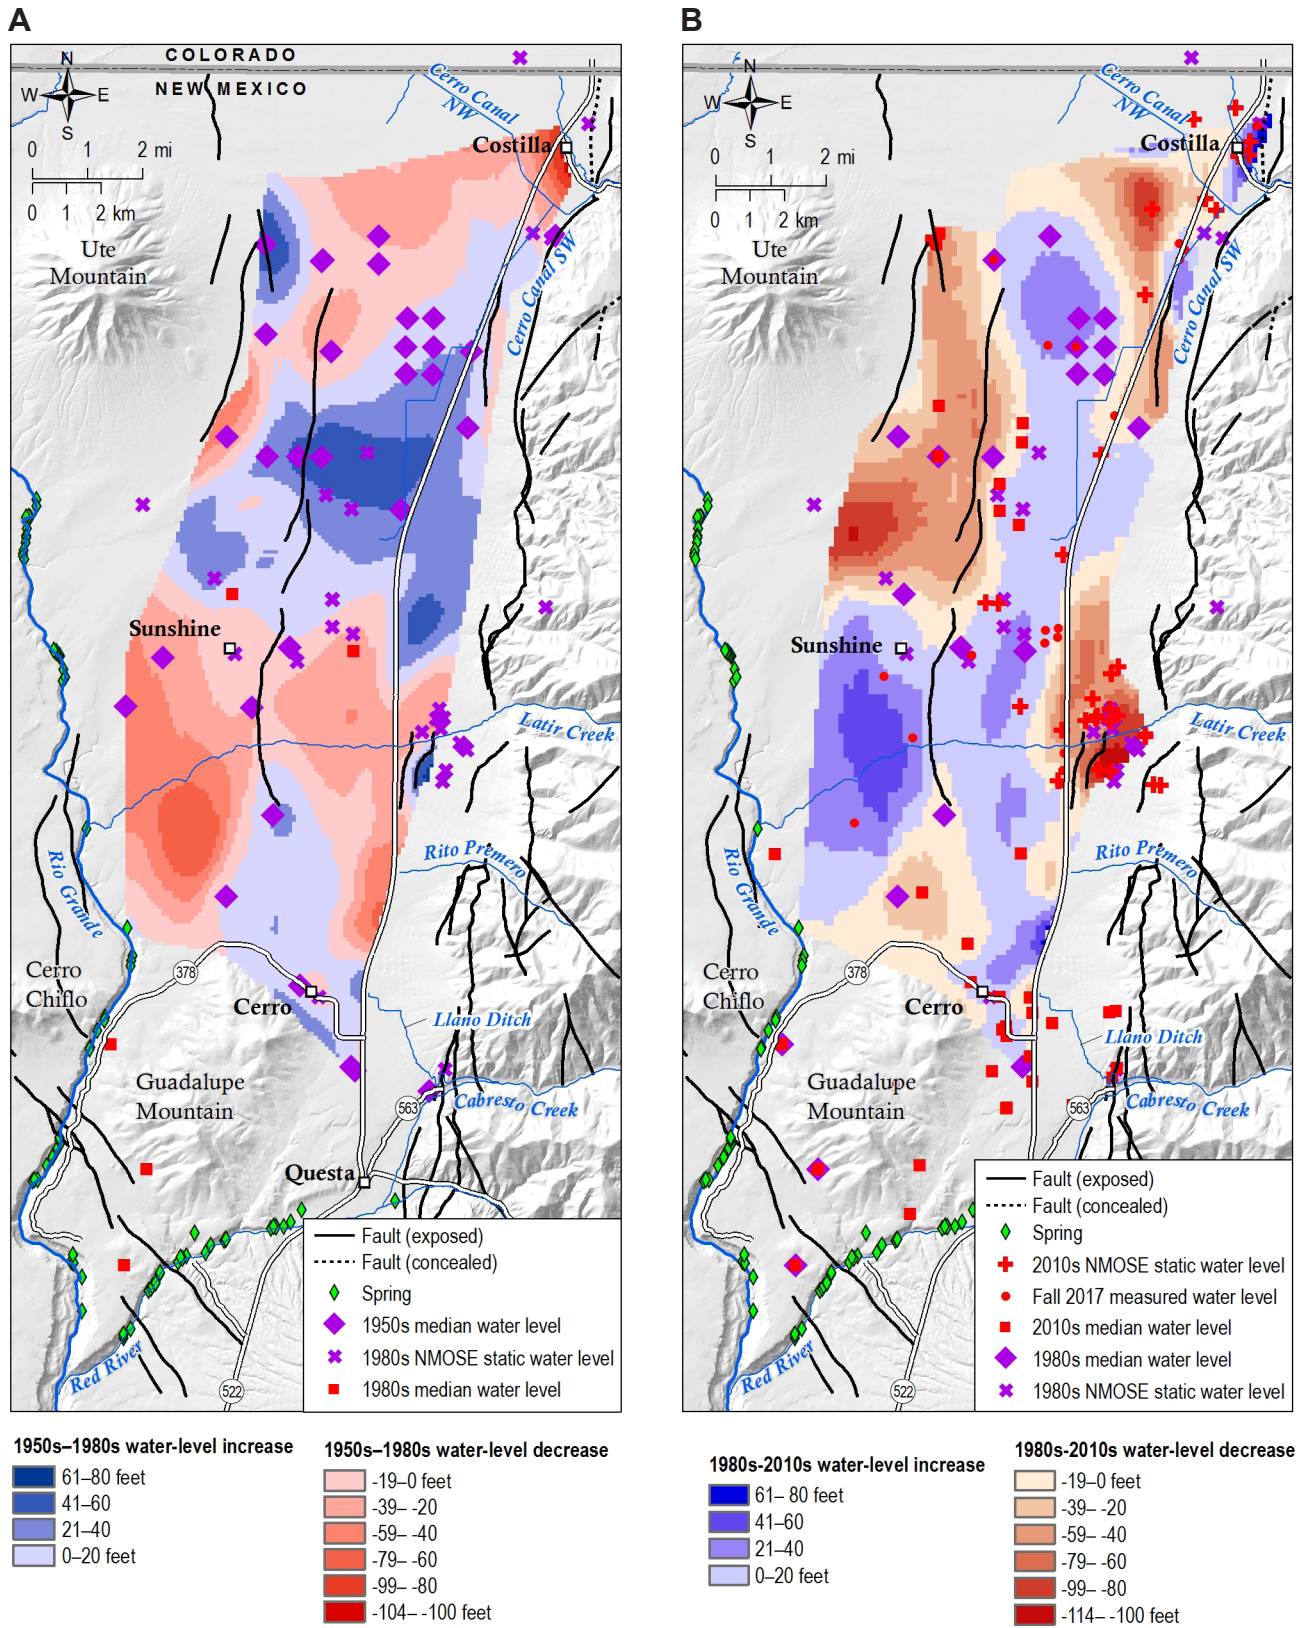 A
COLORADO
NEW MEXICO
N
W
E
S
0 1 2 mi
0 1 2 km
Ute
Mountain
Cerro Canal
NW
Costilla
Cerro Canal SW
Sunshine
Latir Creek
Rito Premero
Rio Grande
Cerro
Chiflo
378
Cerro
Llano Ditch
Guadalupe
Mountain
563
Cabresto Creek
Questa
Red River
522
Fault (exposed)
Fault (concealed)
Spring
1950s median water level
1980s NMOSE static water level
1980s median water level
1950s–1980s water-level increase
61–80 feet
41–60
21–40
0–20 feet
1950s–1980s water-level decrease
-19–0 feet
-39– -20
-59– -40
-79– -60
-99– -80
-104– -100 feet
B
N
W
E
S
0 1 2 mi
0 1 2 km
Ute
Mountain
Cerro Canal
NW
Costilla
Cerro Canal SW
Sunshine
Latir Creek
Rito Premero
Rio Grande
Cerro
Chiflo
378
Cerro
Llano Ditch
Guadalupe
Mountain
563
Cabresto Creek
Red River
522
Fault (exposed)
Fault (concealed)
Spring
2010s NMOSE static water level
Fall 2017 measured water level
2010s median water level
1980s median water level
1980s NMOSE static water level
1980s-2010s water-level increase
61– 80 feet
41–60
21–40
0–20 feet
1980s-2010s water-level decrease
-19–0 feet
-39– -20
-59– -40
-79– -60
-99– -80
-114– -100 feet